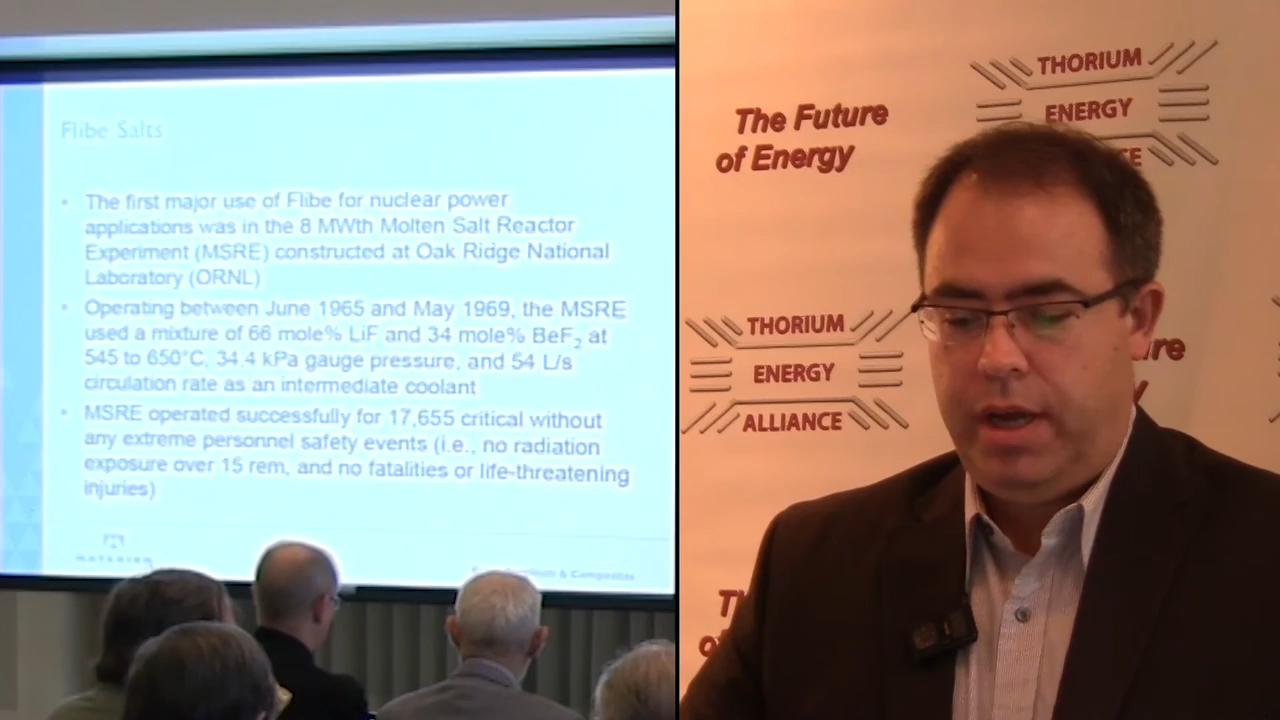 Flibe Salts
• The first major use of Flibe for nuclear power
applications was in the 8 MWth Molten Salt Reactor
Experiment (MSRE) constructed at Oak Ridge National
Laboratory (ORNL)
• Operating between June 1965 and May 1969, the MSRE
used a mixture of 66 mole% LiF and 34 mole% BeF₂ at
545 to 650°C, 34.4 kPa gauge pressure, and 54 L/s
circulation rate as an intermediate coolant
• MSRE operated successfully for 17,655 critical without
any extreme personnel safety events (i.e., no radiation
exposure over 15 rem, and no fatalities or life-threatening
injuries)
MATERION
& Composites
The Future
of Energy
THORIUM
ENERGY
CE
THORIUM
ENERGY
ALLIANCE
ure
y
T
of